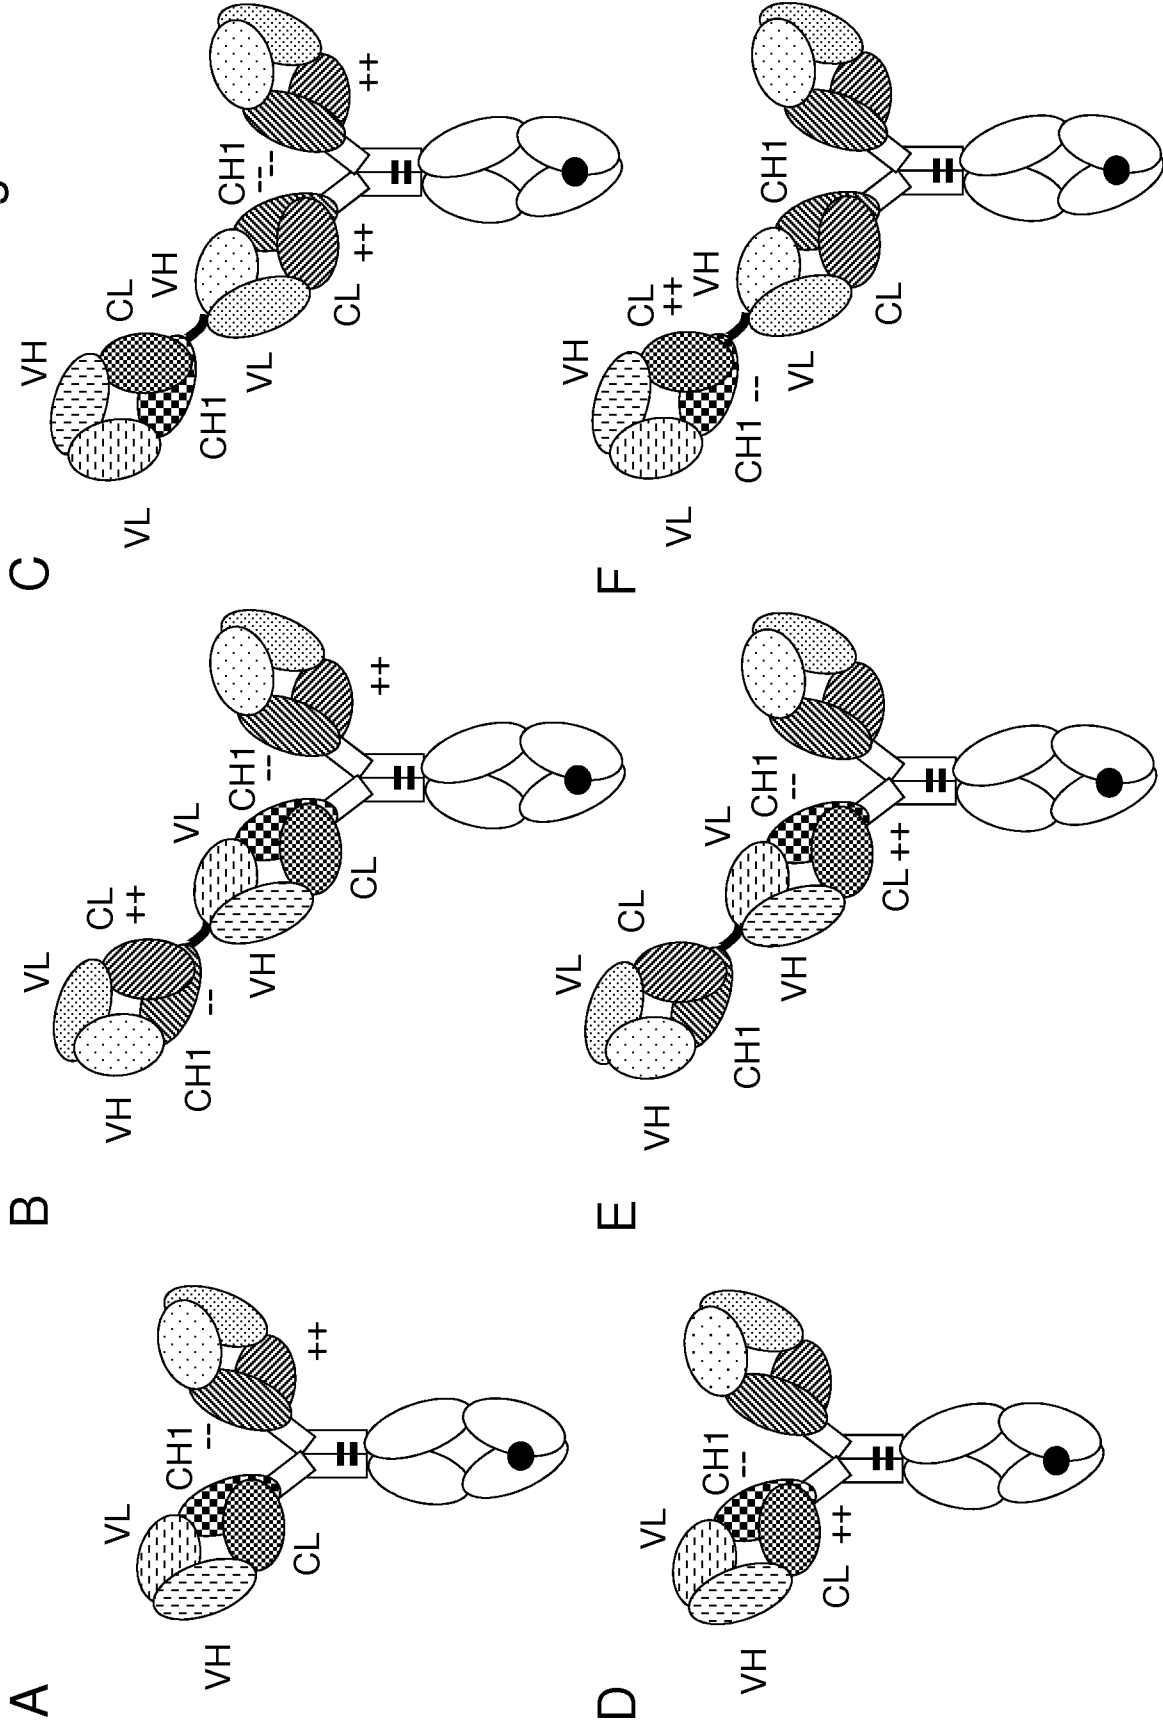 A
VH
VL
CL
CH1
--
++
B
VH
VL
CH1
--
CL
++
VH
VL
CL
CH1
--
++
C
VL
VH
CH1
CL
VL
VH
CL
++
CH1
--
--
++
D
VH
VL
CL ++
CH1
--
E
VH
VL
CH1
CL
VH
VL
CL ++
CH1
--
F
VL
VH
CH1 --
CL
++
VL
VH
CL
CH1